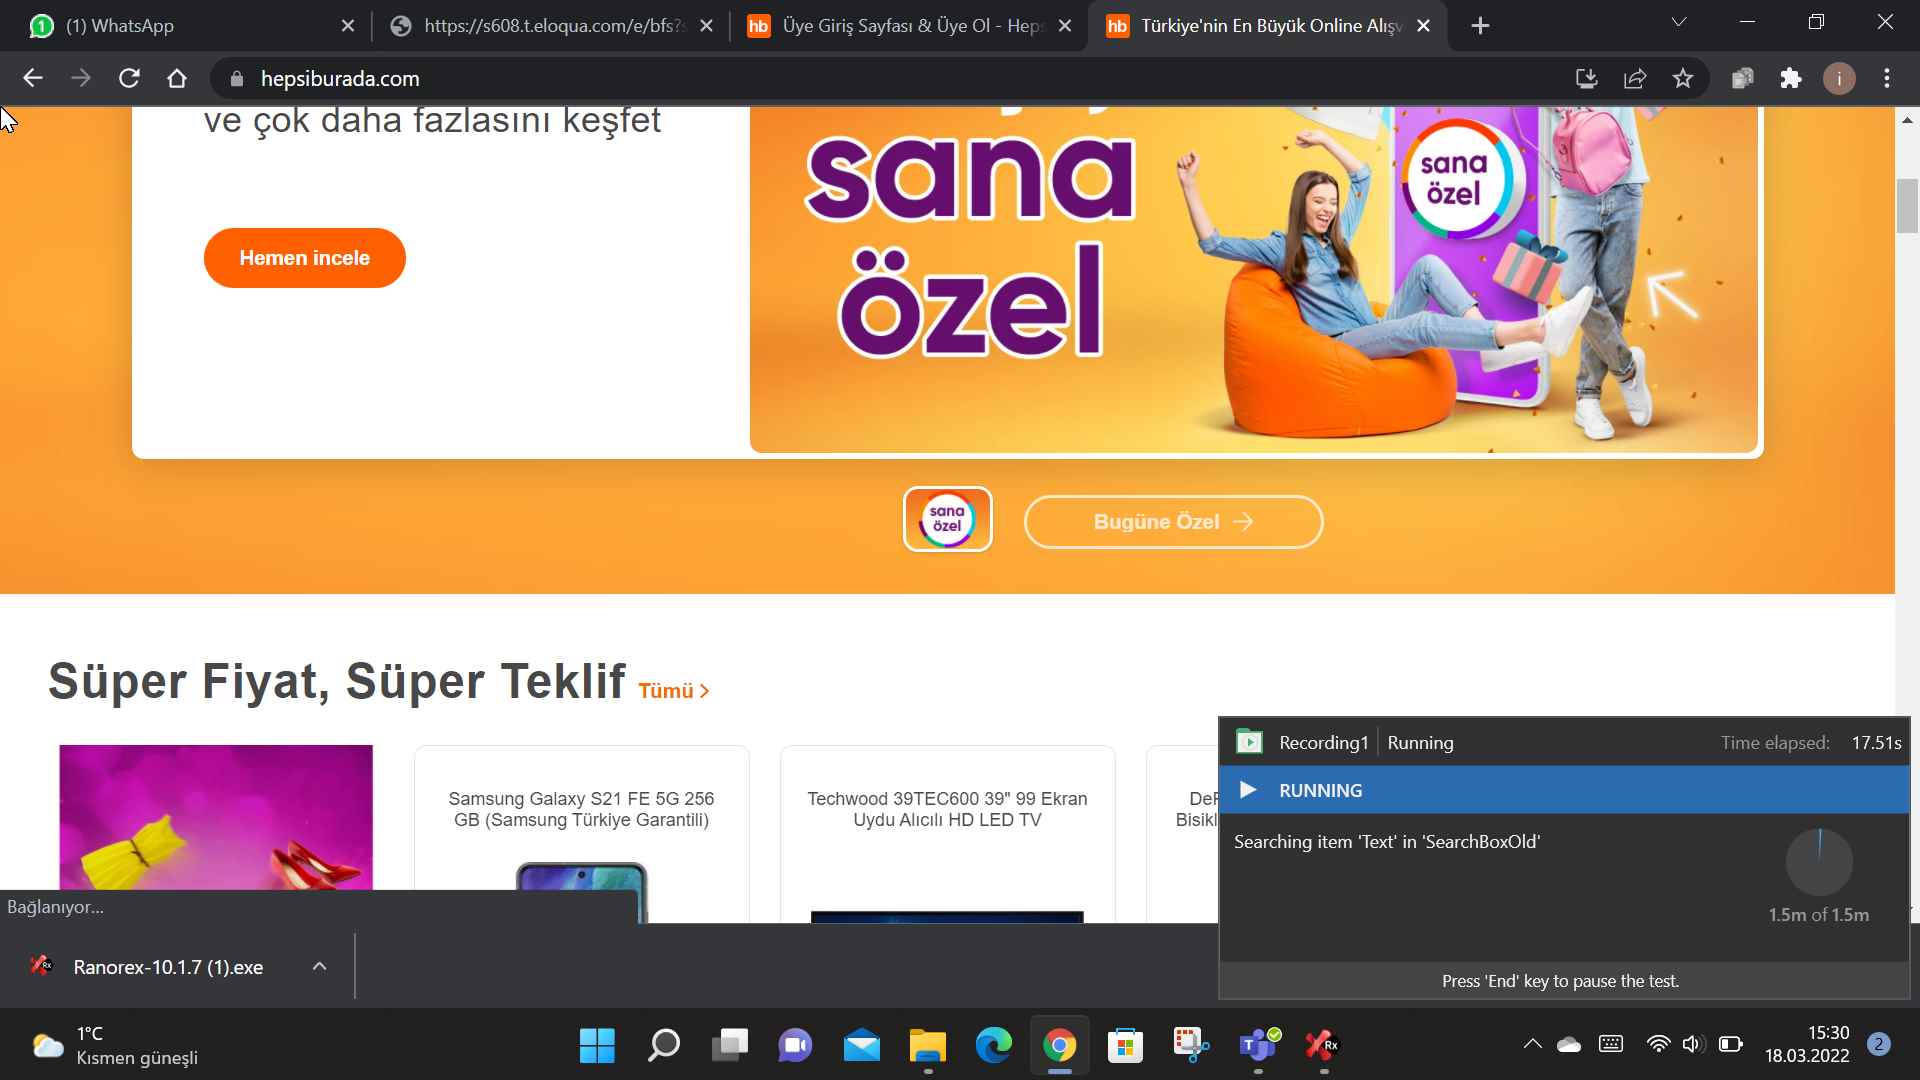 (1) WhatsApp
https://s608.t.eloqua.com/e/bfs?s
hb
Üye Giriş Sayfası & Üye Ol - Heps
hb
Türkiye'nin En Büyük Online Alışv
hepsiburada.com
i
ve çok daha fazlasını keşfet
Hemen incele
sana
özel
sana
özel
sana
özel
Bugüne Özel
Süper Fiyat, Süper Teklif Tümü >
Samsung Galaxy S21 FE 5G 256
GB (Samsung Türkiye Garantili)
Techwood 39TEC600 39" 99 Ekran
Uydu Alıcılı HD LED TV
Bisikl
Recording1 Running
Time elapsed: 17.51s
RUNNING
Searching item 'Text' in 'SearchBoxOld'
1.5m of 1.5m
Press 'End' key to pause the test.
Bağlanıyor...
Ranorex-10.1.7 (1).exe
1°C
Kısmen güneşli
15:30
18.03.2022
2